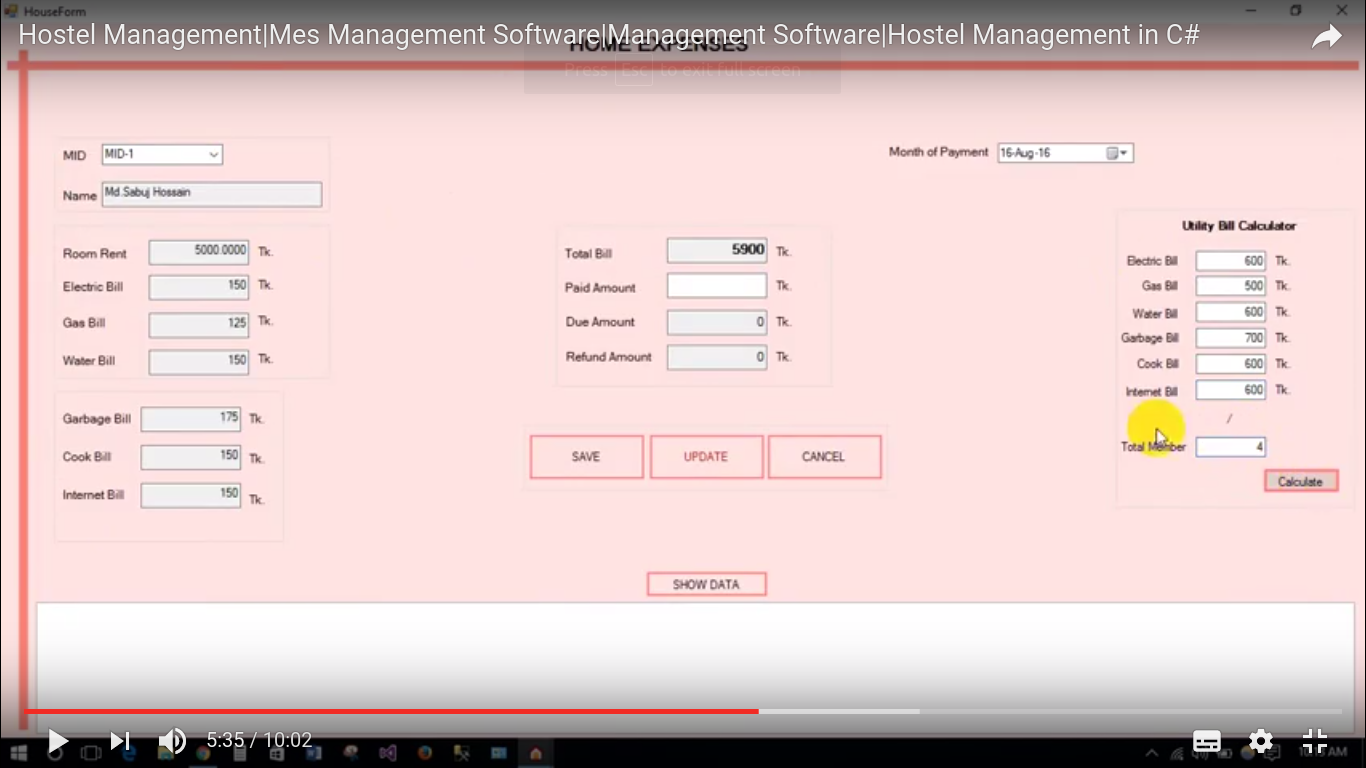 HouseForm
Hostel Management|Mes Management Software|Management Software|Hostel Management in C#
HOME EXPENSES
Press Esc to exit full screen
MID MID-1
Month of Payment 16-Aug-16
Name Md.Sabuj Hossain
Room Rent 5000.0000 Tk.
Electric Bill 150 Tk.
Gas Bill 125 Tk.
Water Bill 150 Tk.
Garbage Bill 175 Tk.
Cook Bill 150 Tk.
Internet Bill 150 Tk.
Total Bill 5900 Tk.
Paid Amount Tk.
Due Amount 0 Tk.
Refund Amount 0 Tk.
SAVE UPDATE CANCEL
Utility Bill Calculator
Electric Bill 600 Tk.
Gas Bill 500 Tk.
Water Bill 600 Tk.
Garbage Bill 700 Tk.
Cook Bill 600 Tk.
Internet Bill 600 Tk.
/
Total Member 4
Calculate
SHOW DATA
5:35 / 10:02